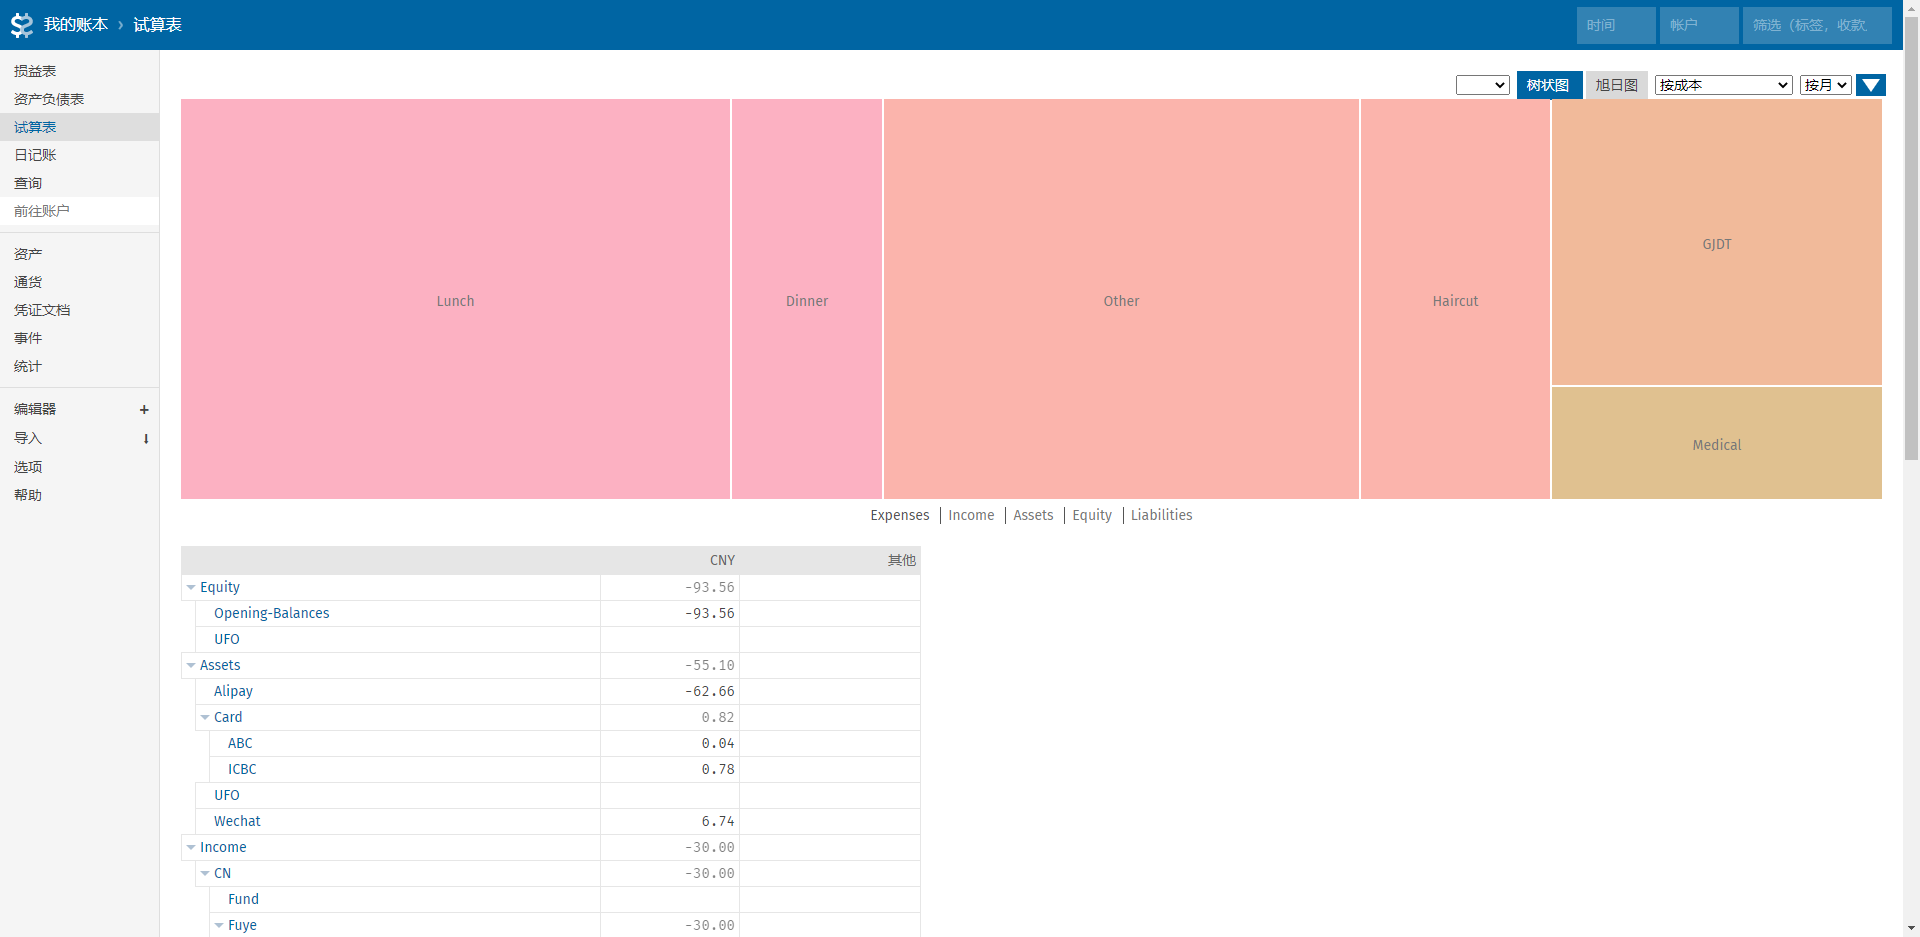 我的账本 › 试算表
时间 帐户 筛选（标签，收款
损益表
资产负债表
试算表
日记账
查询
前往账户
资产
通货
凭证文档
事件
统计
编辑器 +
导入 ⬇
选项
帮助
树状图 旭日图 按成本 按月
Lunch
Dinner
Other
Haircut
GJDT
Medical
Expenses Income Assets Equity Liabilities
CNY 其他
Equity -93.56
Opening-Balances -93.56
UFO
Assets -55.10
Alipay -62.66
Card 0.82
ABC 0.04
ICBC 0.78
UFO
Wechat 6.74
Income -30.00
CN -30.00
Fund
Fuye -30.00